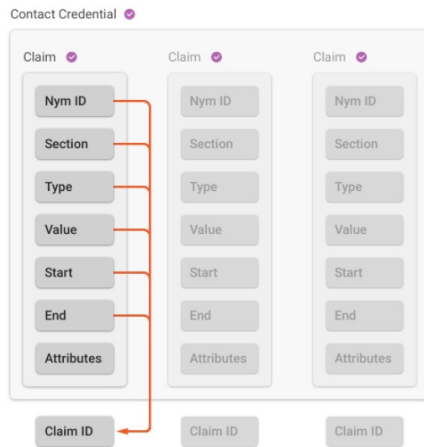 Contact Credential
Claim
Claim
Claim
Nym ID
Section
Type
Value
Start
End
Attributes
Nym ID
Section
Type
Value
Start
End
Attributes
Nym ID
Section
Type
Value
Start
End
Attributes
Claim ID
Claim ID
Claim ID